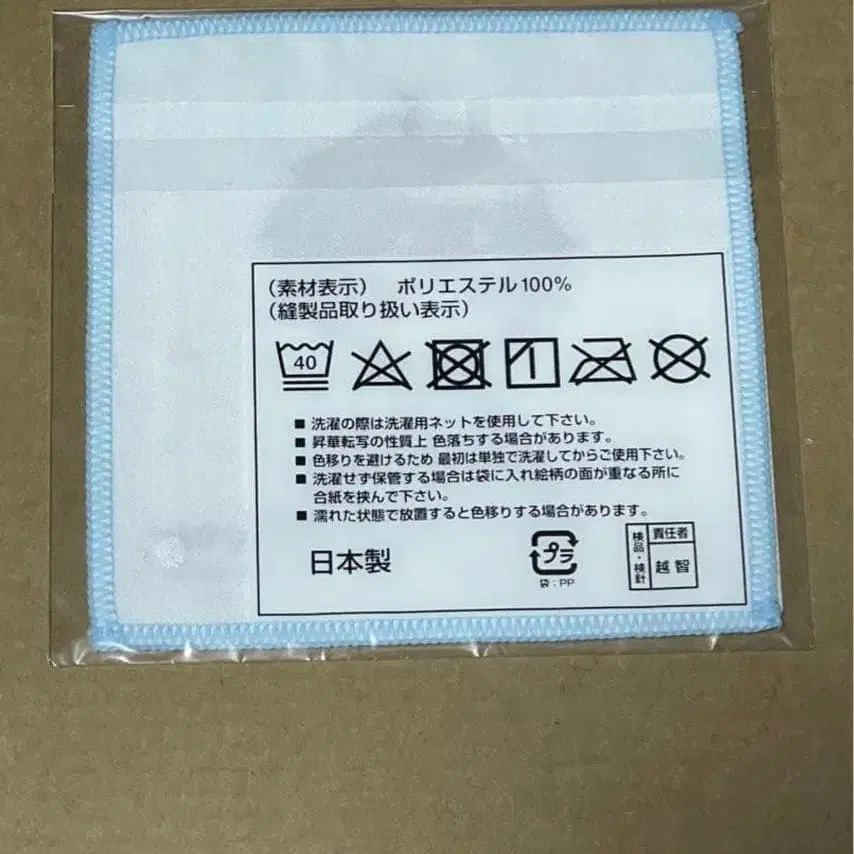 （素材表示） ポリエステル100%
（縫製品取り扱い表示）
40
■ 洗濯の際は洗濯用ネットを使用して下さい。
■ 昇華転写の性質上 色落ちする場合があります。
■ 色移りを避けるため 最初は単独で洗濯してからご使用下さい。
■ 洗濯せず保管する場合は袋に入れ絵柄の面が重なる所に
合紙を挟んで下さい。
■ 濡れた状態で放置すると色移りする場合があります。
日本製
プラ
袋：PP
検品・検針
責任者
越智